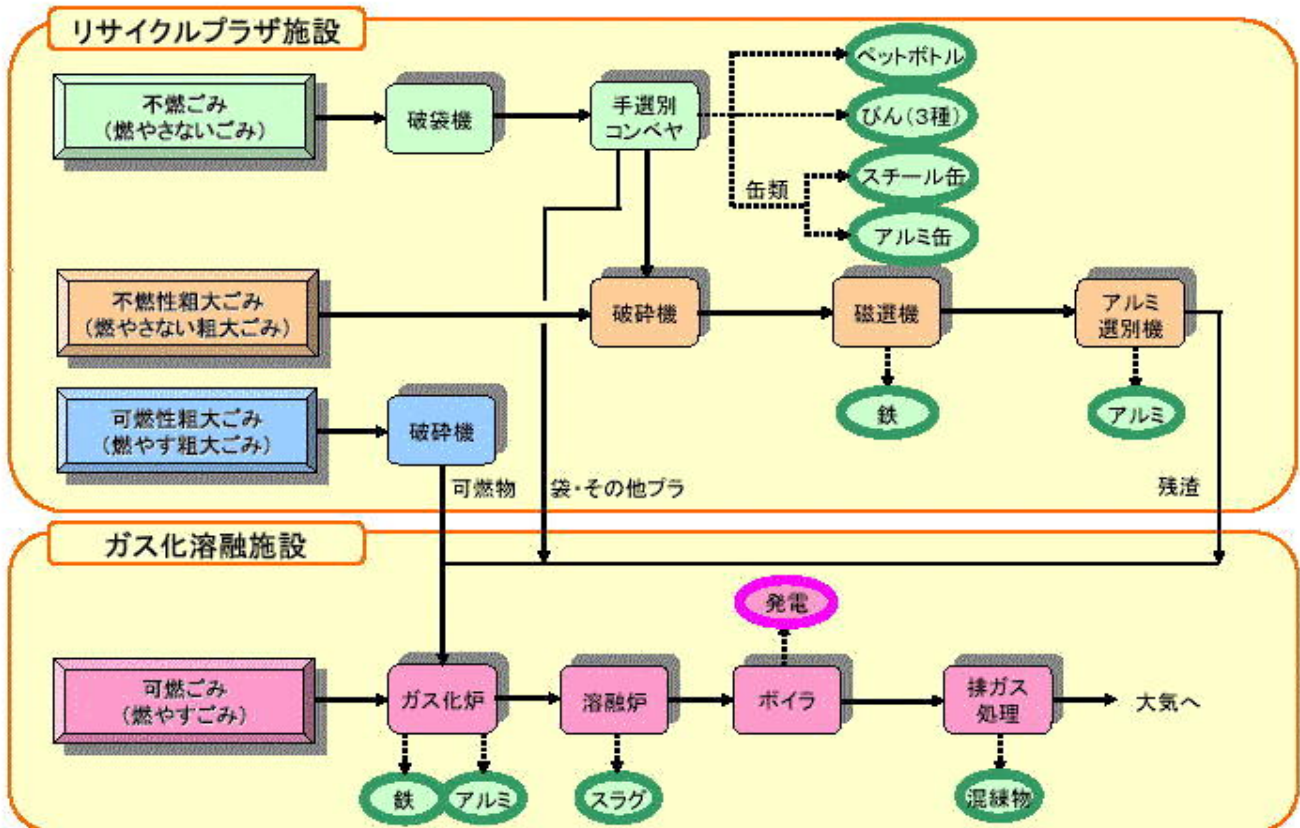 リサイクルプラザ施設
不燃ごみ
(燃やさないごみ)
破袋機
手選別
コンベヤ
ペットボトル
びん(3種)
缶類
スチール缶
アルミ缶
不燃性粗大ごみ
(燃やさない粗大ごみ)
破砕機
磁選機
アルミ
選別機
鉄
アルミ
可燃性粗大ごみ
(燃やす粗大ごみ)
破砕機
可燃物
袋・その他プラ
残渣
ガス化溶融施設
発電
可燃ごみ
(燃やすごみ)
ガス化炉
溶融炉
ボイラ
排ガス
処理
大気へ
鉄
アルミ
スラグ
混練物